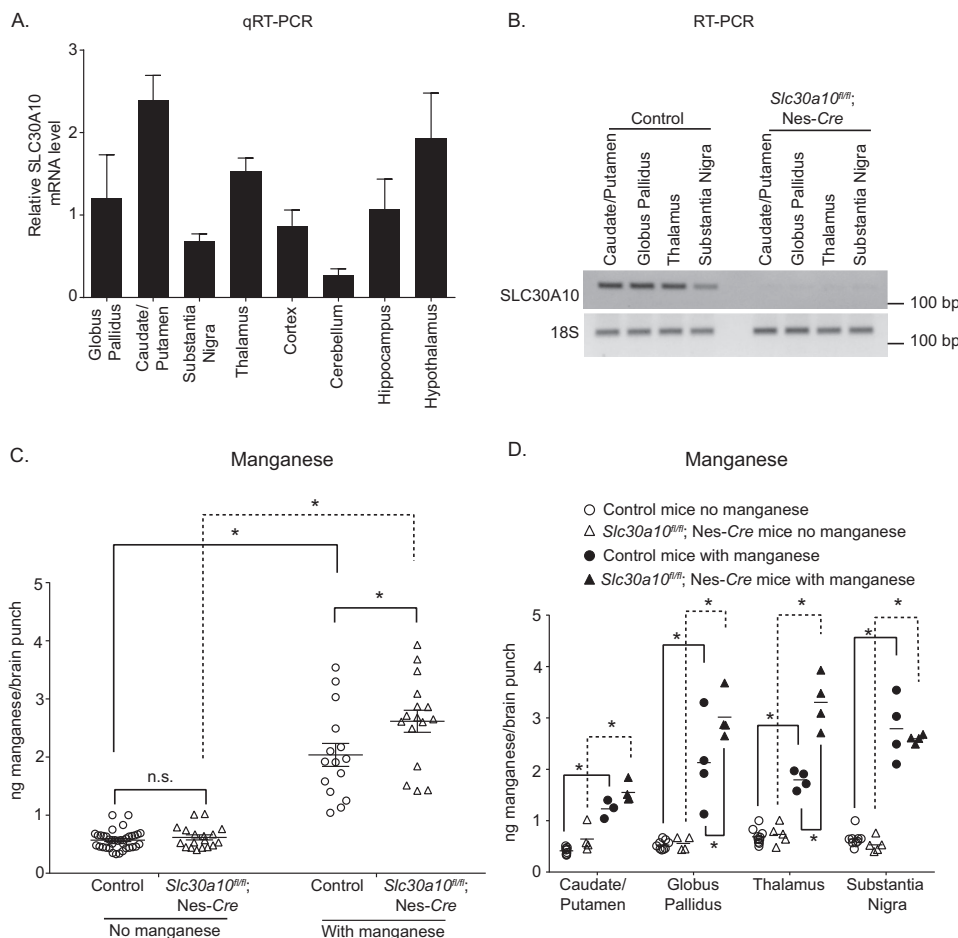 A.
qRT-PCR
Relative SLC30A10
mRNA level
3
2
1
0
Globus
Pallidus
Caudate/
Putamen
Substantia
Nigra
Thalamus
Cortex
Cerebellum
Hippocampus
Hypothalamus
B.
RT-PCR
Control
Slc30a10fl/fl;
Nes-Cre
Caudate/Putamen
Globus Pallidus
Thalamus
Substantia Nigra
Caudate/Putamen
Globus Pallidus
Thalamus
Substantia Nigra
SLC30A10
100 bp
18S
100 bp
C.
Manganese
ng manganese/brain punch
5
4
3
2
1
0
n.s.
*
*
*
Control
Slc30a10fl/fl;
Nes-Cre
No manganese
Control
Slc30a10fl/fl;
Nes-Cre
With manganese
D.
Manganese
Control mice no manganese
Slc30a10fl/fl; Nes-Cre mice no manganese
Control mice with manganese
Slc30a10fl/fl; Nes-Cre mice with manganese
ng manganese/brain punch
5
4
3
2
1
0
*
*
*
*
*
*
*
*
*
*
Caudate/
Putamen
Globus
Pallidus
Thalamus
Substantia
Nigra